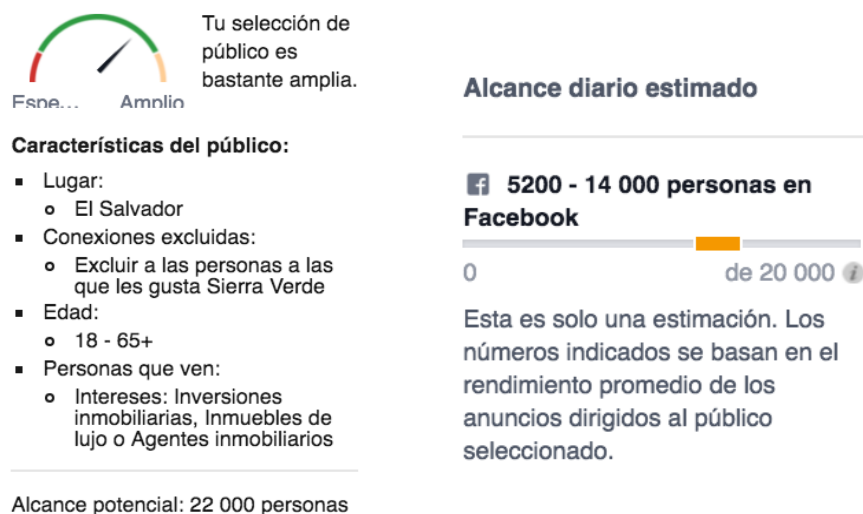 Tu selección de
público es
bastante amplia.
Espe... Amplio
Características del público:
Lugar:
El Salvador
Conexiones excluidas:
Excluir a las personas a las
que les gusta Sierra Verde
Edad:
18 - 65+
Personas que ven:
Intereses: Inversiones
inmobiliarias, Inmuebles de
lujo o Agentes inmobiliarios
Alcance potencial: 22 000 personas
Alcance diario estimado
5200 - 14 000 personas en
Facebook
0 de 20 000
Esta es solo una estimación. Los
números indicados se basan en el
rendimiento promedio de los
anuncios dirigidos al público
seleccionado.